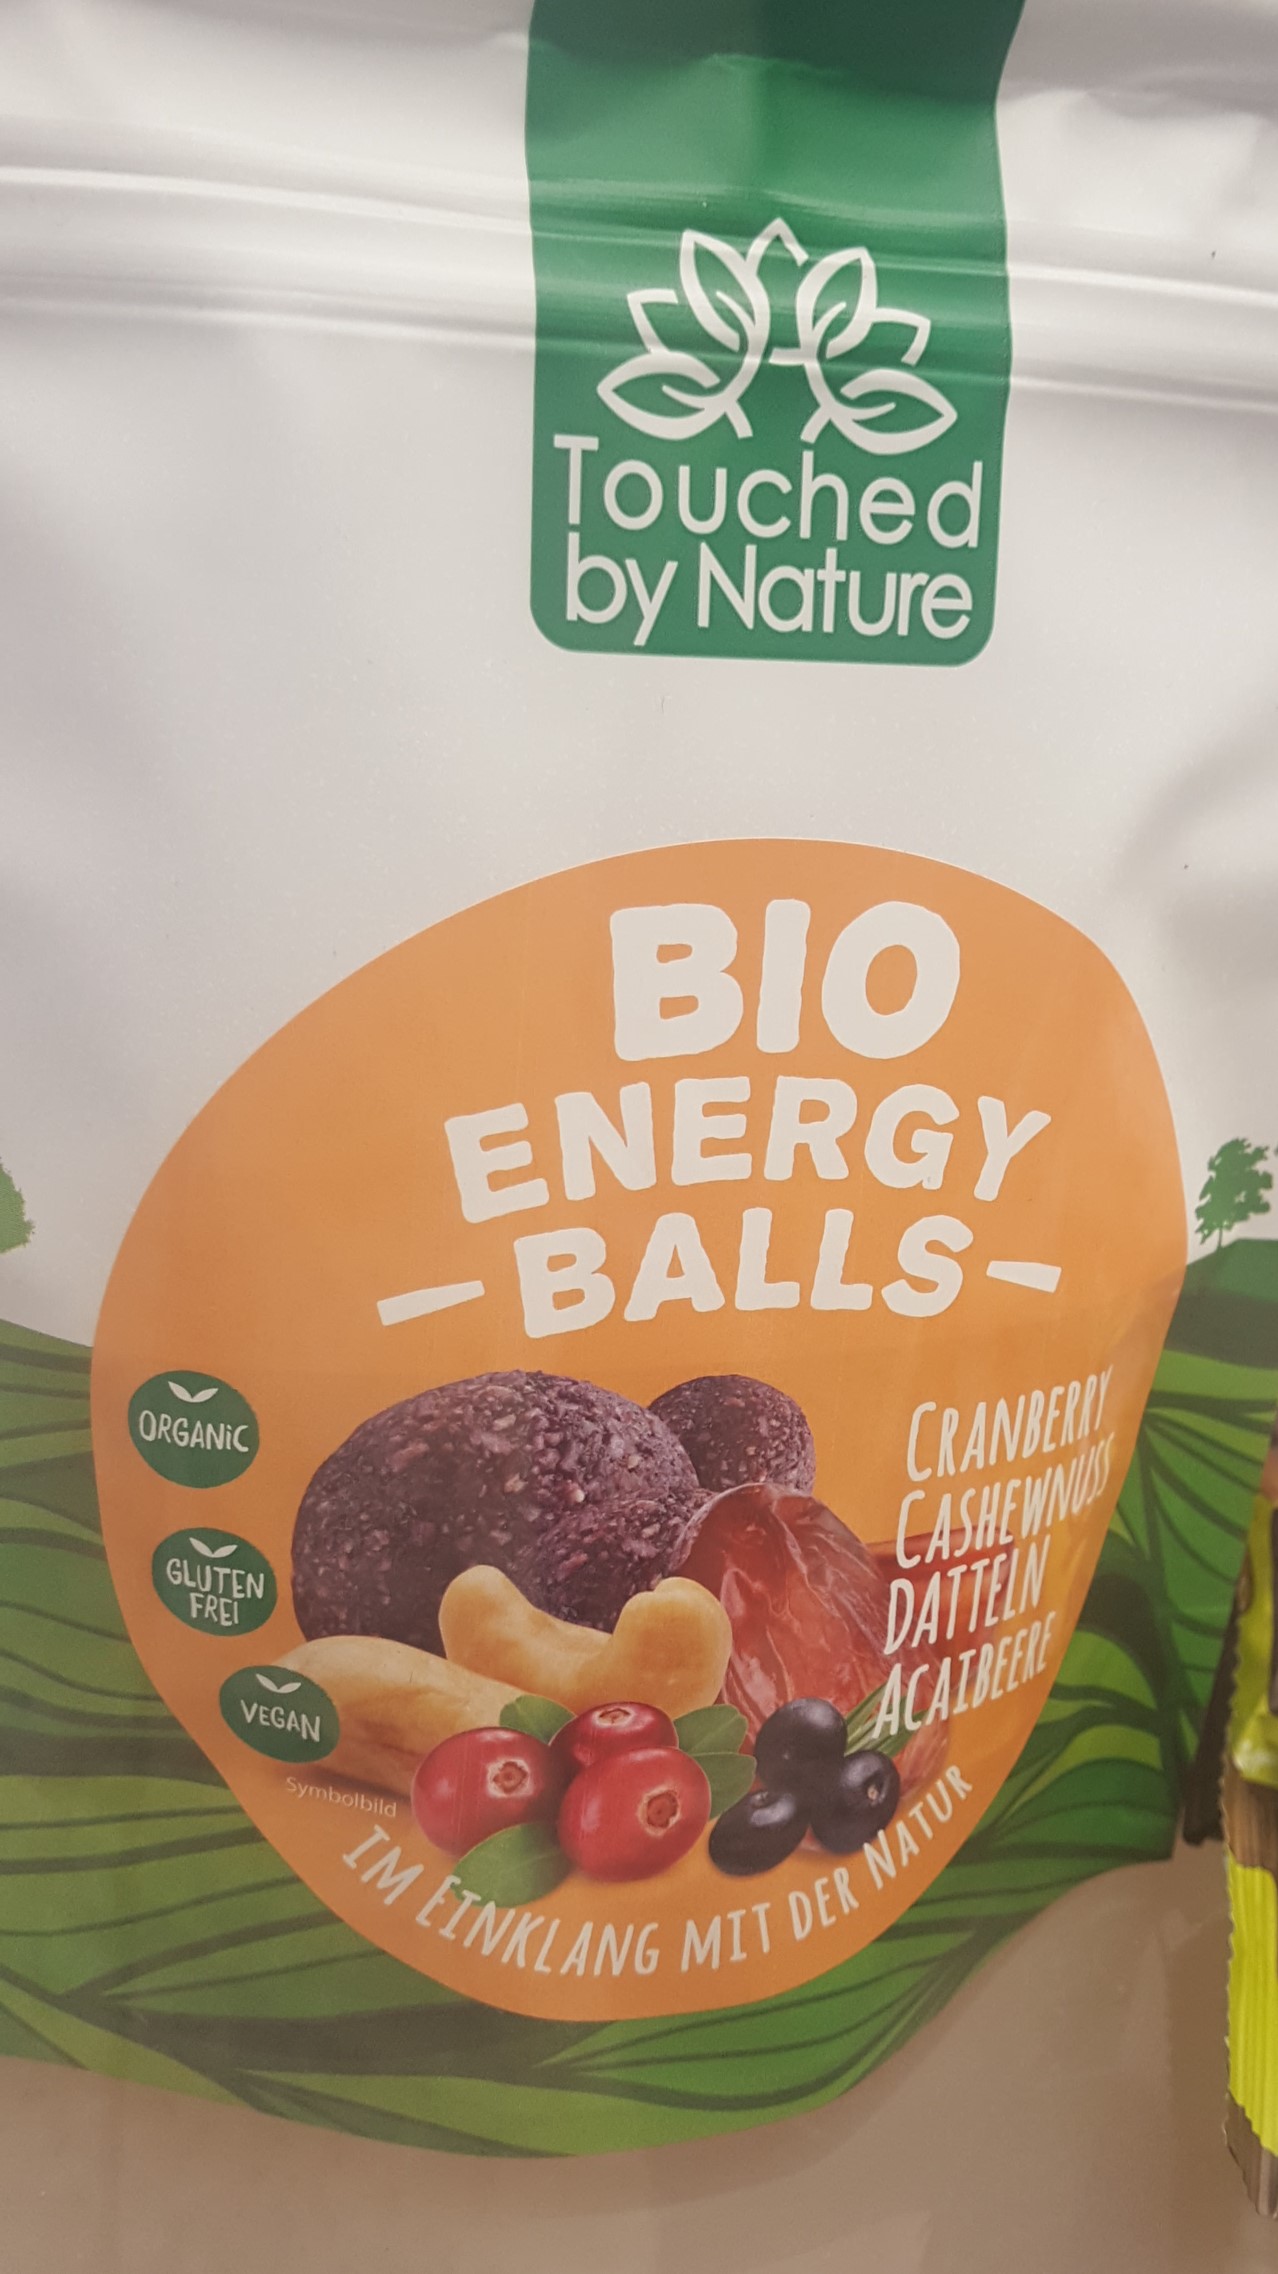 Touched
by Nature
BIO
ENERGY
BALLS
ORGANIC
GLUTEN
FREI
VEGAN
CRANBERRY
CASHEWNUSS
DATTELN
ACAIBEERE
Symbolbild
IM EINKLANG MIT DER NATUR